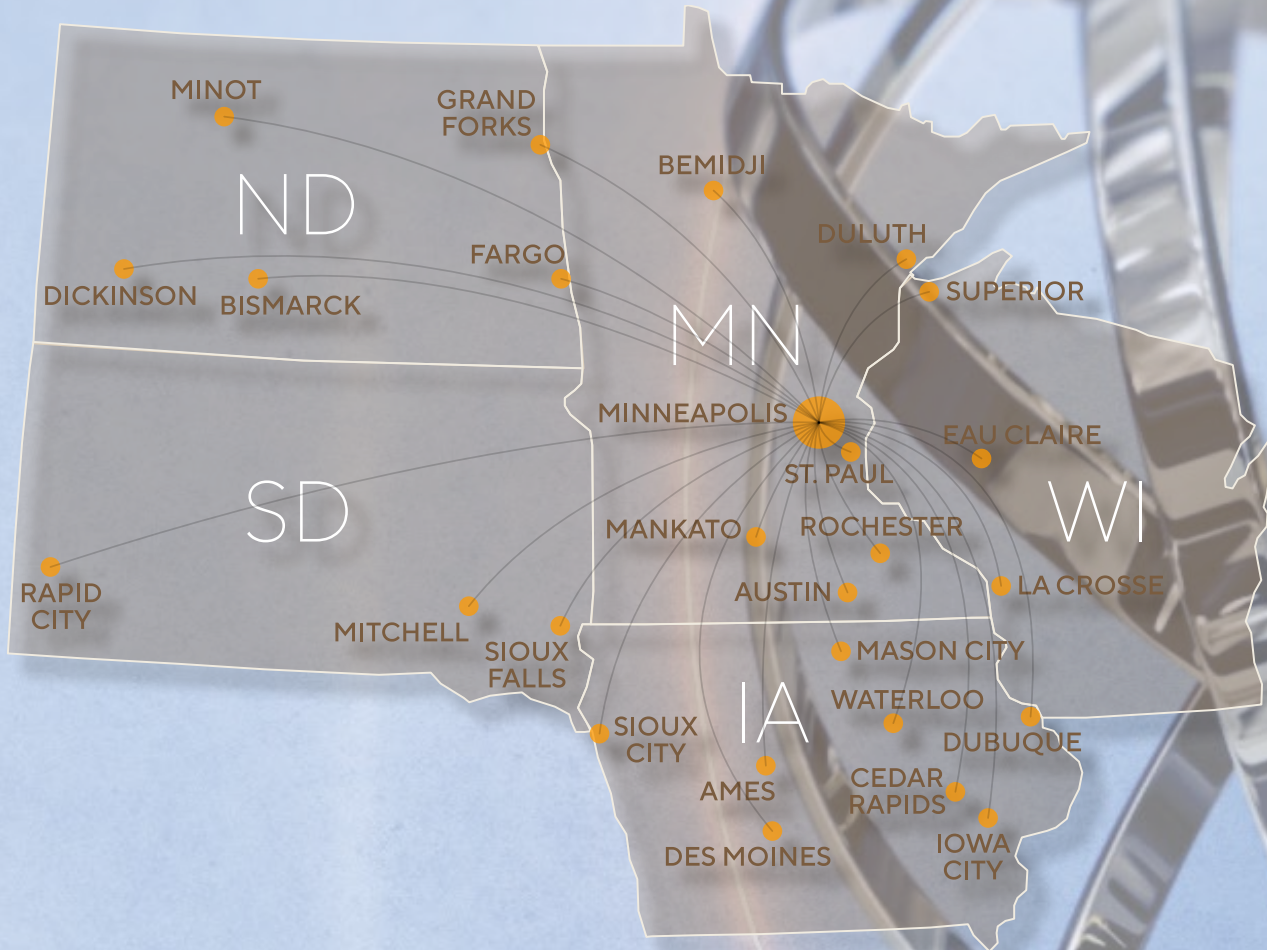 MINOT
GRAND
FORKS
BEMIDJI
ND
DULUTH
FARGO
DICKINSON
BISMARCK
SUPERIOR
MN
MINNEAPOLIS
EAU CLAIRE
ST. PAUL
SD
WI
MANKATO
ROCHESTER
RAPID
CITY
AUSTIN
LA CROSSE
MITCHELL
SIOUX
FALLS
MASON CITY
IA
WATERLOO
SIOUX
CITY
DUBUQUE
AMES
CEDAR
RAPIDS
DES MOINES
IOWA
CITY